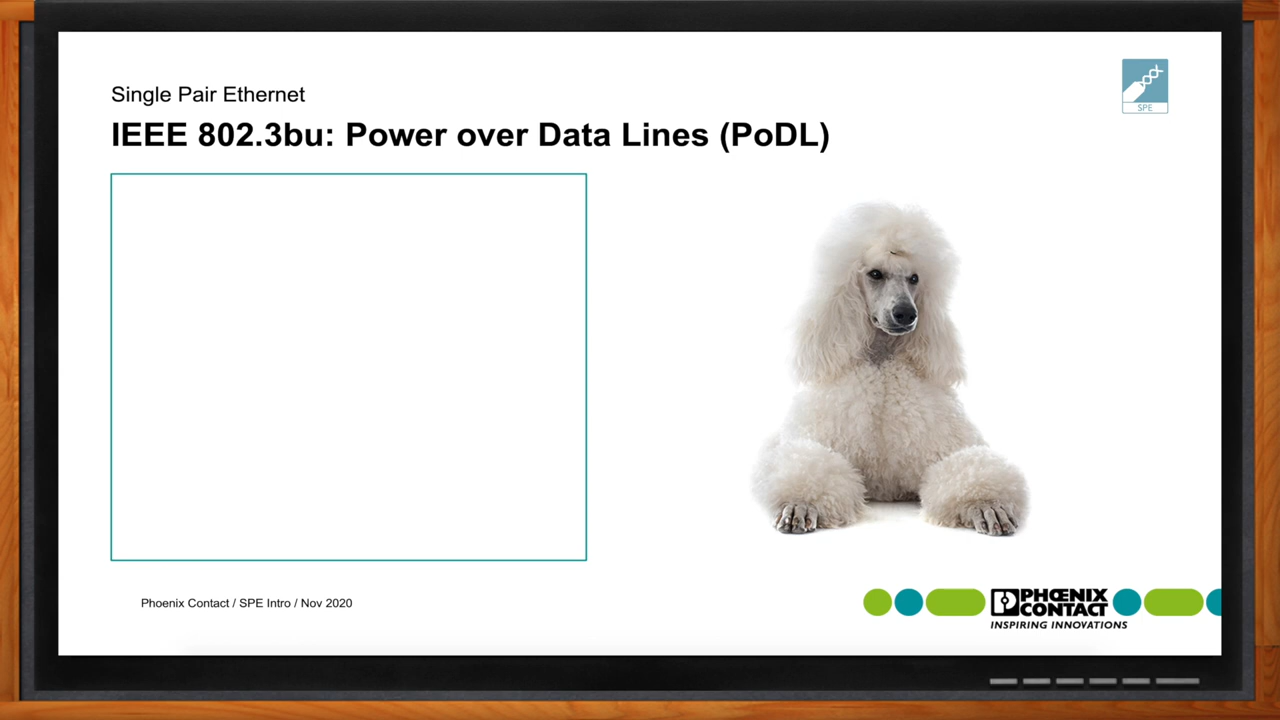 Single Pair Ethernet
IEEE 802.3bu: Power over Data Lines (PoDL)
SPE
Phoenix Contact / SPE Intro / Nov 2020
PHŒNIX
CONTACT
INSPIRING INNOVATIONS